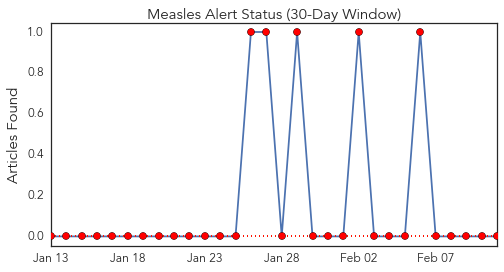 Measles Alert Status (30-Day Window)
Articles Found
1.0
0.8
0.6
0.4
0.2
0.0
Jan 13 Jan 18 Jan 23 Jan 28 Feb 02 Feb 07